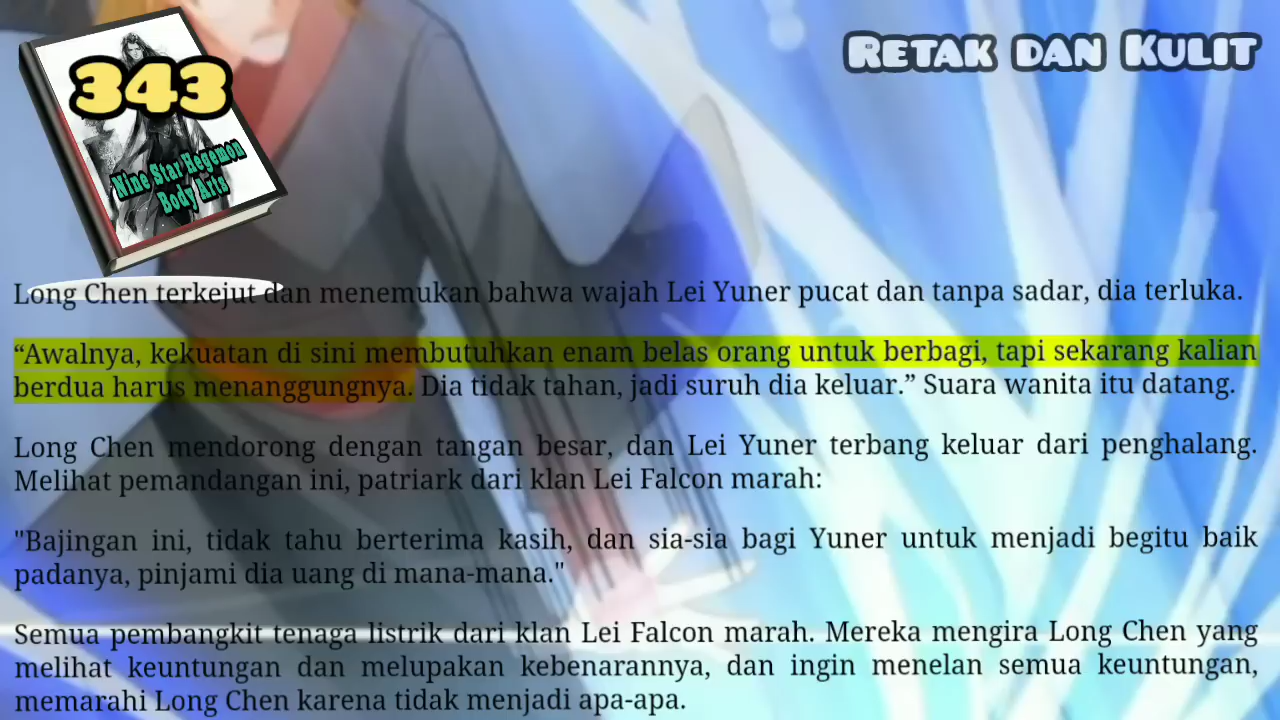 343
Nine Star Hegemon
Body Arts
Retak dan Kulit
Long Chen terkejut dan menemukan bahwa wajah Lei Yuner pucat dan tanpa sadar, dia terluka.
“Awalnya, kekuatan di sini membutuhkan enam belas orang untuk berbagi, tapi sekarang kalian
berdua harus menanggungnya. Dia tidak tahan, jadi suruh dia keluar.” Suara wanita itu datang.
Long Chen mendorong dengan tangan besar, dan Lei Yuner terbang keluar dari penghalang.
Melihat pemandangan ini, patriark dari klan Lei Falcon marah:
"Bajingan ini, tidak tahu berterima kasih, dan sia-sia bagi Yuner untuk menjadi begitu baik
padanya, pinjami dia uang di mana-mana."
Semua pembangkit tenaga listrik dari klan Lei Falcon marah. Mereka mengira Long Chen yang
melihat keuntungan dan melupakan kebenarannya, dan ingin menelan semua keuntungan,
memarahi Long Chen karena tidak menjadi apa-apa.